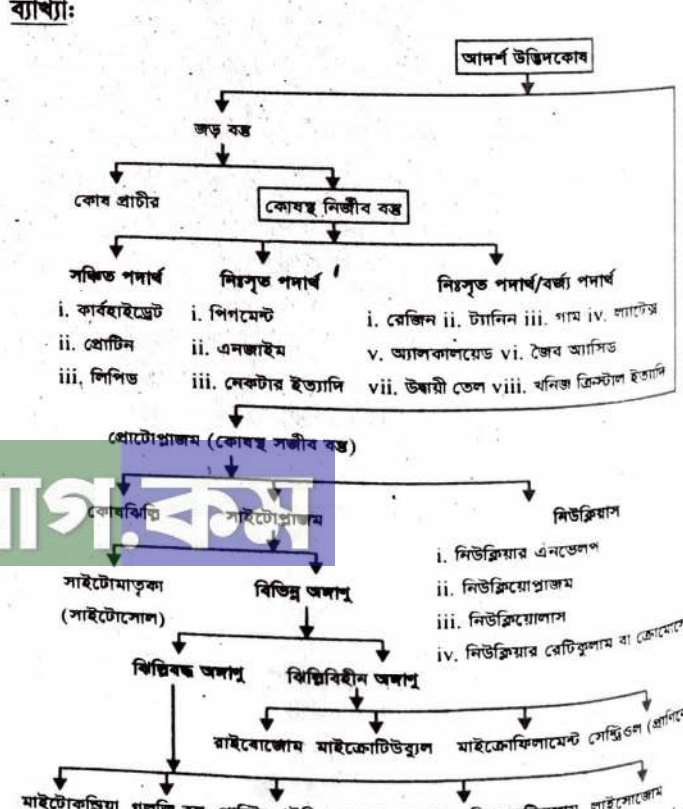 ব্যাখ্যাঃ
আদর্শ উদ্ভিদকোষ
জড় বস্তু
কোষ প্রাচীর
কোষস্থ নির্জীব বস্তু
সঞ্চিত পদার্থ নিঃসৃত পদার্থ নিঃসৃত পদার্থ/বর্জ্য পদার্থ
i. কার্বহাইড্রেট i. পিগমেন্ট i. রেজিন ii. ট্যানিন iii. গাম iv. ল্যাটেক্স
ii. প্রোটিন ii. এনজাইম v. অ্যালকালয়েড vi. জৈব অ্যাসিড
iii. লিপিড iii. নেকটার ইত্যাদি vii. উদ্বায়ী তেল viii. খনিজ ক্রিস্টাল ইত্যাদি
প্রোটোপ্লাজম (কোষস্থ সজীব বস্তু)
কোষঝিল্লি সাইটোপ্লাজম নিউক্লিয়াস
যোগ.কম
i. নিউক্লিয়ার এনভেলপ
সাইটোমাতৃকা বিভিন্ন অঙ্গাণু ii. নিউক্লিয়োপ্লাজম
(সাইটোসোল) iii. নিউক্লিয়োলাস
iv. নিউক্লিয়ার রেটিকুলাম বা
ঝিল্লিবদ্ধ অঙ্গাণু ঝিল্লিবিহীন অঙ্গাণু
রাইবোজোম মাইক্রোটিউব্যুল মাইক্রোফিলামেন্ট সেন্ট্রিওল
মাইটোকন্ড্রিয়া লাইসোজোম